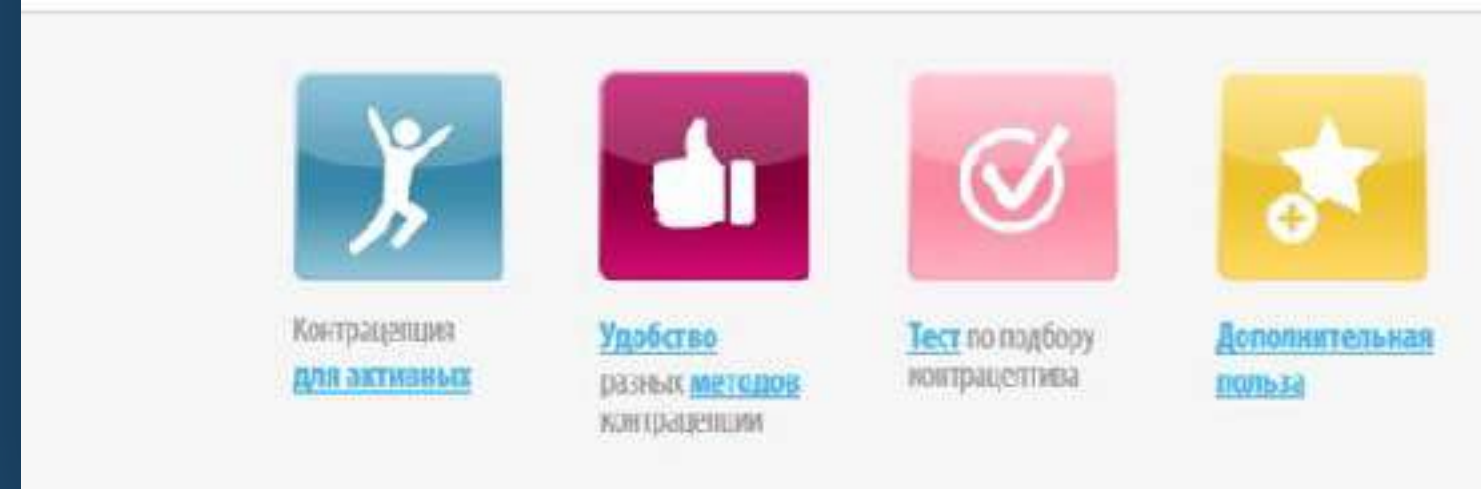 Контрацепция
для активных
Удобство
разных методов
контрацепции
Тест по подбору
контрацептива
Дополнительная
польза